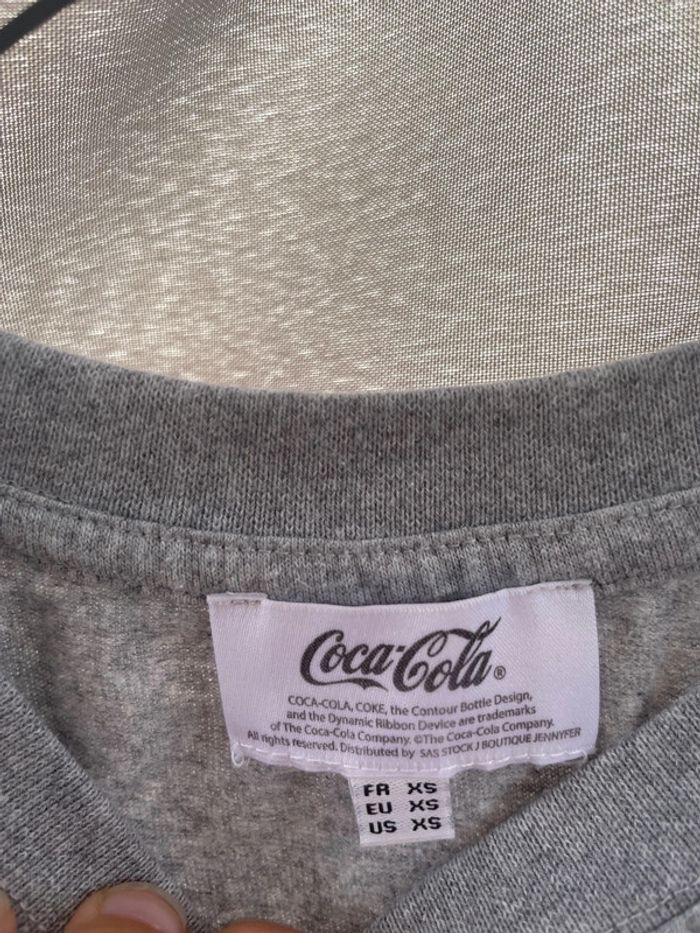 Coca-Cola®
COCA-COLA, COKE, the Contour Bottle Design,
and the Dynamic Ribbon Device are trademarks
of The Coca-Cola Company. ©The Coca-Cola Company.
All rights reserved. Distributed by SAS STOCK J BOUTIQUE JENNYFER
FR XS
EU XS
US XS